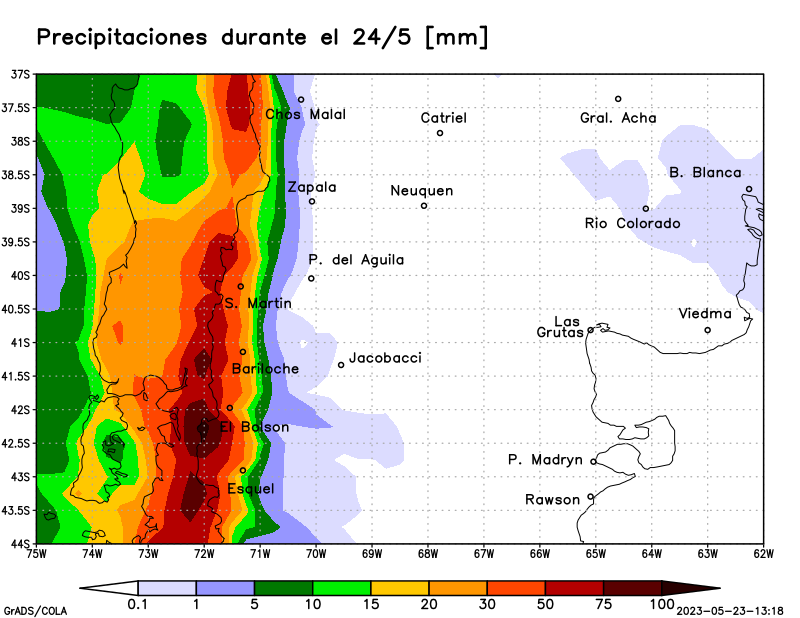 Precipitaciones durante el 24/5 [mm]
37S
Chos Malal
Gral. Acha
37.5S
Catriel
38S
38.5S
B. Blanca
Zapala
Neuquen
39S
Rio Colorado
39.5S
P. del Aguila
40S
S. Martin
40.5S
Viedma
Las
Grutas
41S
Jacobacci
Bariloche
41.5S
42S
El Bolson
42.5S
P. Madryn
43S
Esquel
Rawson
43.5S
44S
75W 74W 73W 72W 71W 70W 69W 68W 67W 66W 65W 64W 63W 62W
0.1 1 5 10 15 20 30 50 75 100
GrADS/COLA
2023-05-23-13:18